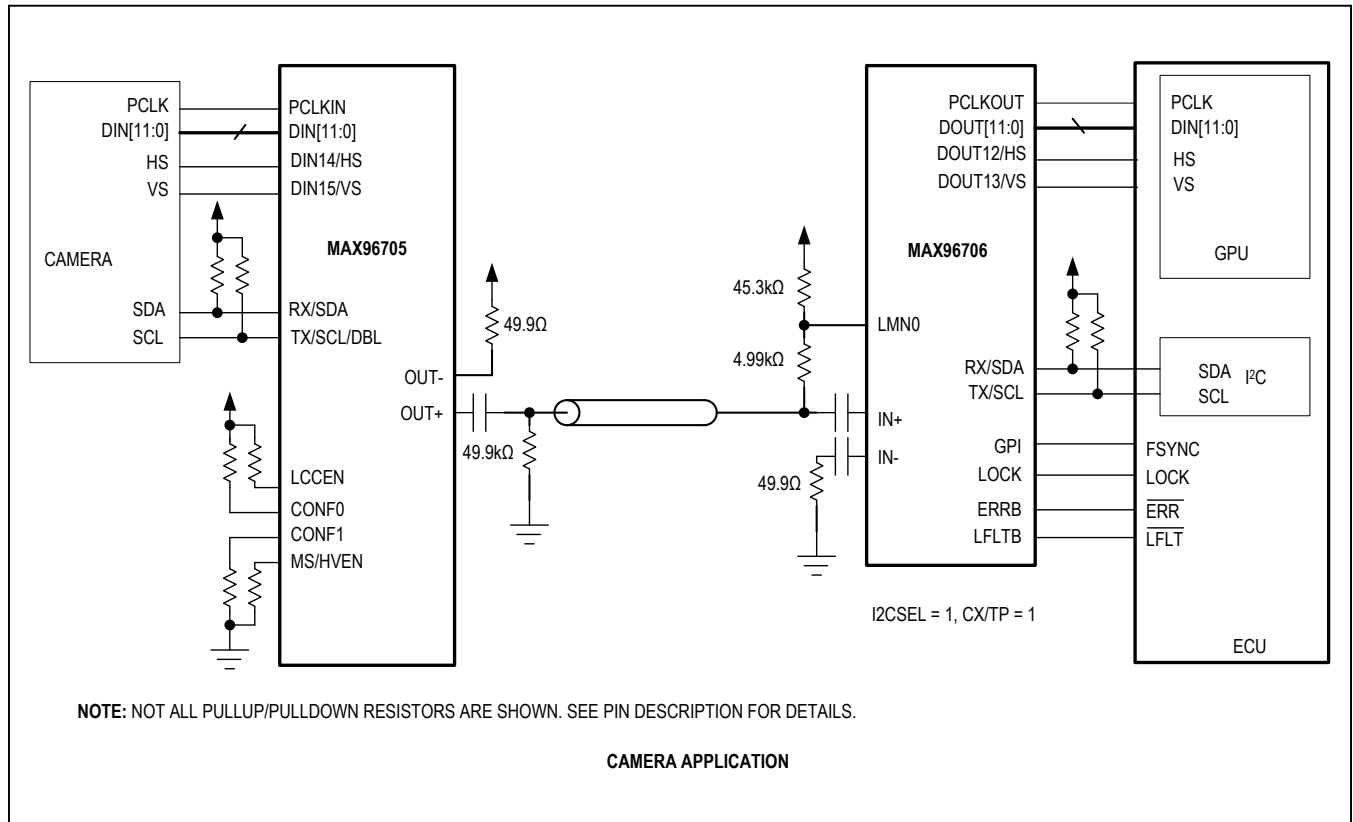 CAMERA
PCLK
DIN[11:0]
HS
VS
SDA
SCL
MAX96705
PCLKIN
DIN[11:0]
DIN14/HS
DIN15/VS
RX/SDA
TX/SCL/DBL
OUT-
OUT+
LCCEN
CONF0
CONF1
MS/HVEN
49.9Ω
49.9kΩ
45.3kΩ
4.99kΩ
49.9Ω
MAX96706
PCLKOUT
DOUT[11:0]
DOUT12/HS
DOUT13/VS
LMN0
RX/SDA
TX/SCL
IN+
IN-
GPI
LOCK
ERRB
LFLTB
I2CSEL = 1, CX/TP = 1
PCLK
DIN[11:0]
HS
VS
GPU
SDA I²C
SCL
FSYNC
LOCK
ERR
LFLT
ECU
NOTE: NOT ALL PULLUP/PULLDOWN RESISTORS ARE SHOWN. SEE PIN DESCRIPTION FOR DETAILS.
CAMERA APPLICATION